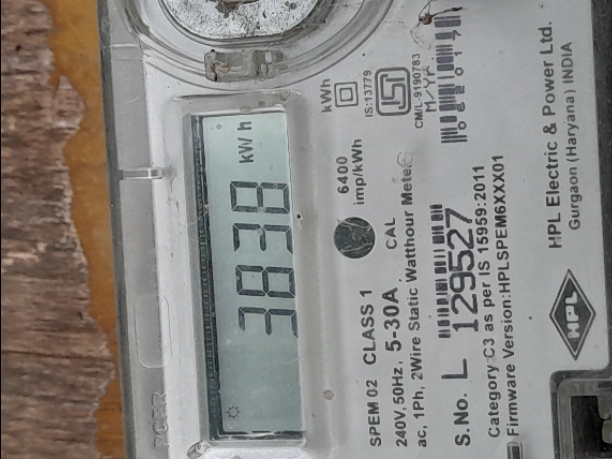 3838 kWh
kWh
IS:13779
CM/L-9190783
6400
imp/kWh
SPEM 02 CLASS 1
240V, 50Hz, 5-30A CAL
ac, 1Ph, 2Wire Static Watthour Meter
S.No. L 129527
Category C3 as per IS 15959:2011
Firmware Version:HPLSPEM6XXX01
HPL
HPL Electric & Power Ltd.
Gurgaon (Haryana) INDIA